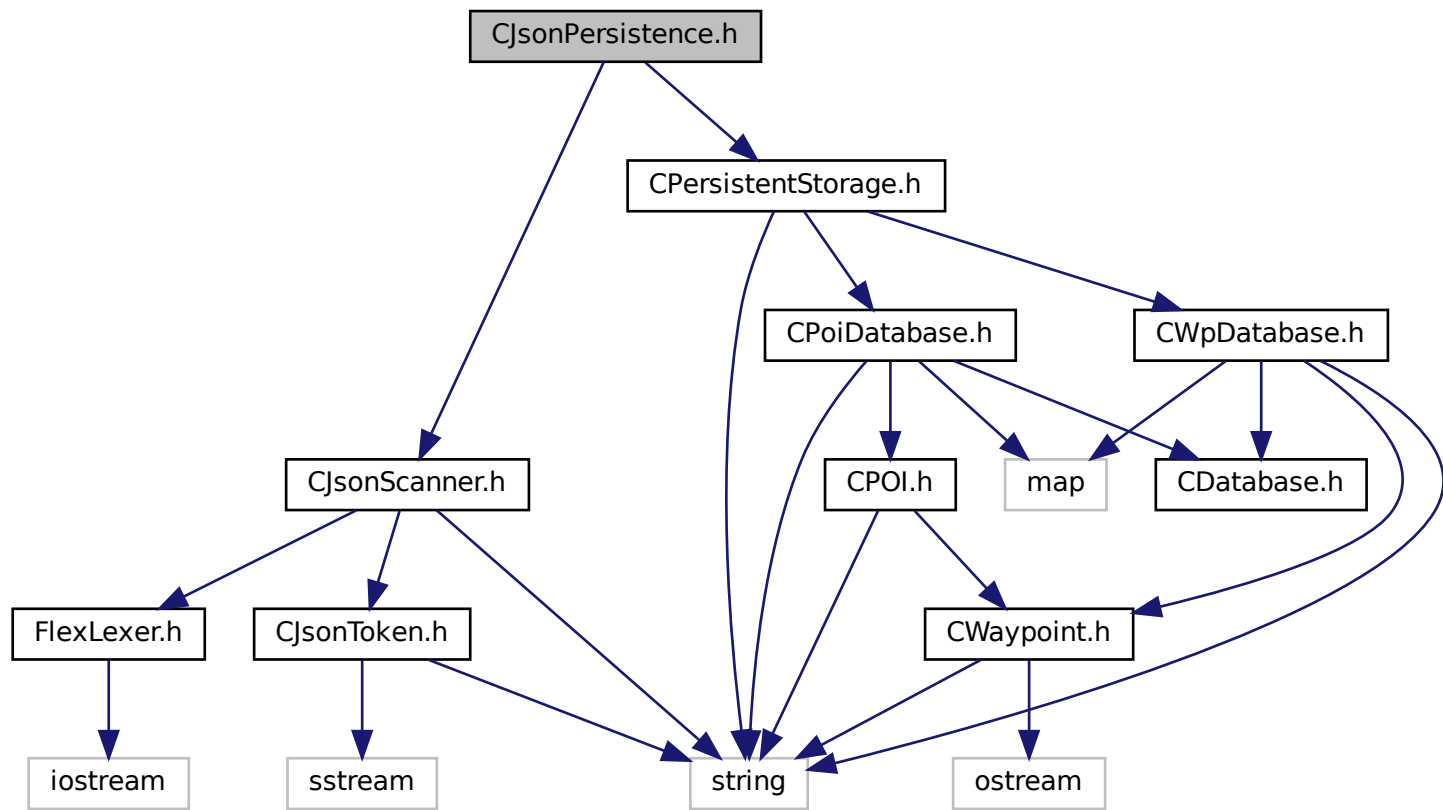 CJsonPersistence.h
CPersistentStorage.h
CPoiDatabase.h
CWpDatabase.h
CJsonScanner.h
CPOI.h
map
CDatabase.h
FlexLexer.h
CJsonToken.h
CWaypoint.h
iostream
sstream
string
ostream